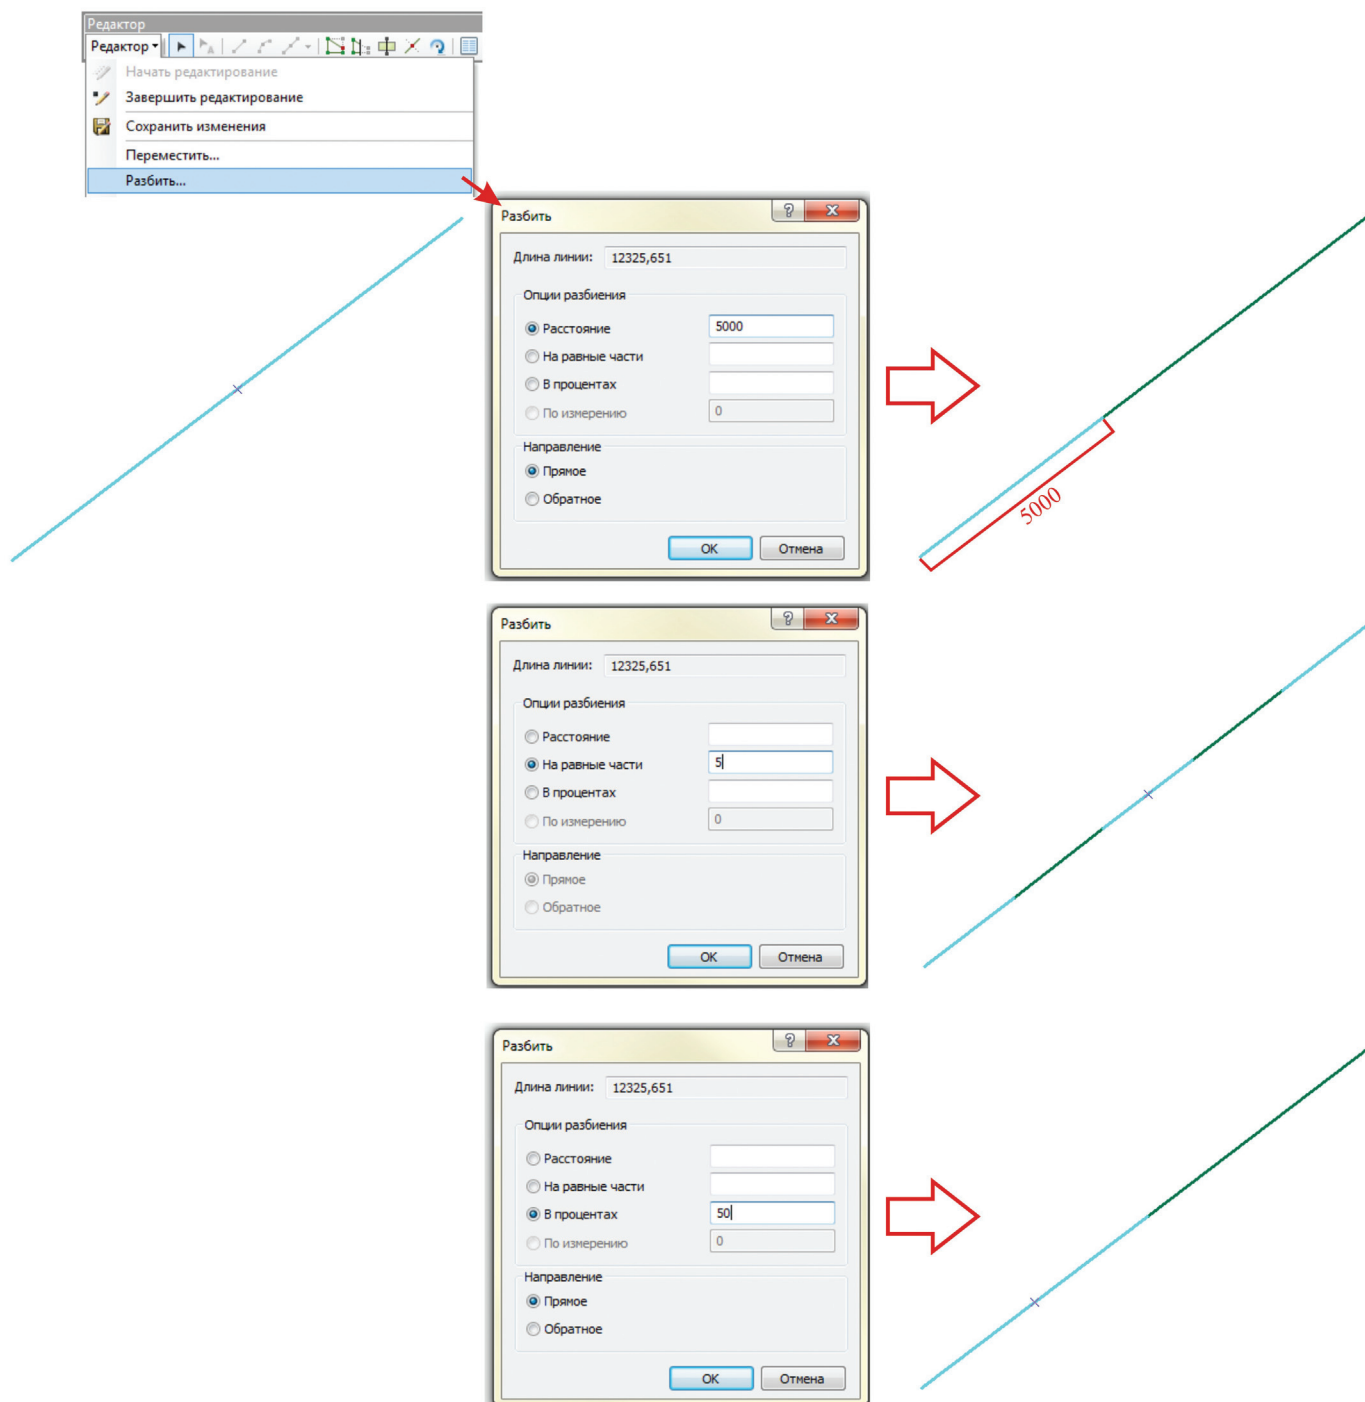 Редактор
Редактор
Начать редактирование
Завершить редактирование
Сохранить изменения
Переместить...
Разбить...
Разбить
Длина линии: 12325,651
Опции разбиения
Расстояние 5000
На равные части
В процентах
По измерению 0
Направление
Прямое
Обратное
OK Отмена
5000
Разбить
Длина линии: 12325,651
Опции разбиения
Расстояние
На равные части 5
В процентах
По измерению 0
Направление
Прямое
Обратное
OK Отмена
Разбить
Длина линии: 12325,651
Опции разбиения
Расстояние
На равные части
В процентах 50
По измерению 0
Направление
Прямое
Обратное
OK Отмена